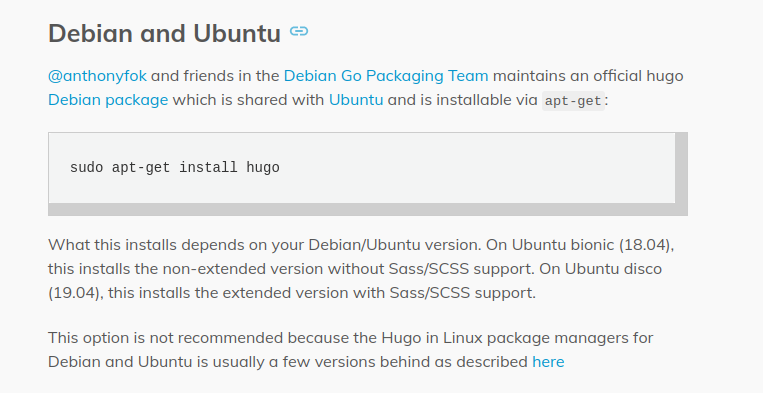 Debian and Ubuntu
@anthonyfok and friends in the Debian Go Packaging Team maintains an official hugo
Debian package which is shared with Ubuntu and is installable via apt-get:
sudo apt-get install hugo
What this installs depends on your Debian/Ubuntu version. On Ubuntu bionic (18.04),
this installs the non-extended version without Sass/SCSS support. On Ubuntu disco
(19.04), this installs the extended version with Sass/SCSS support.
This option is not recommended because the Hugo in Linux package managers for
Debian and Ubuntu is usually a few versions behind as described here